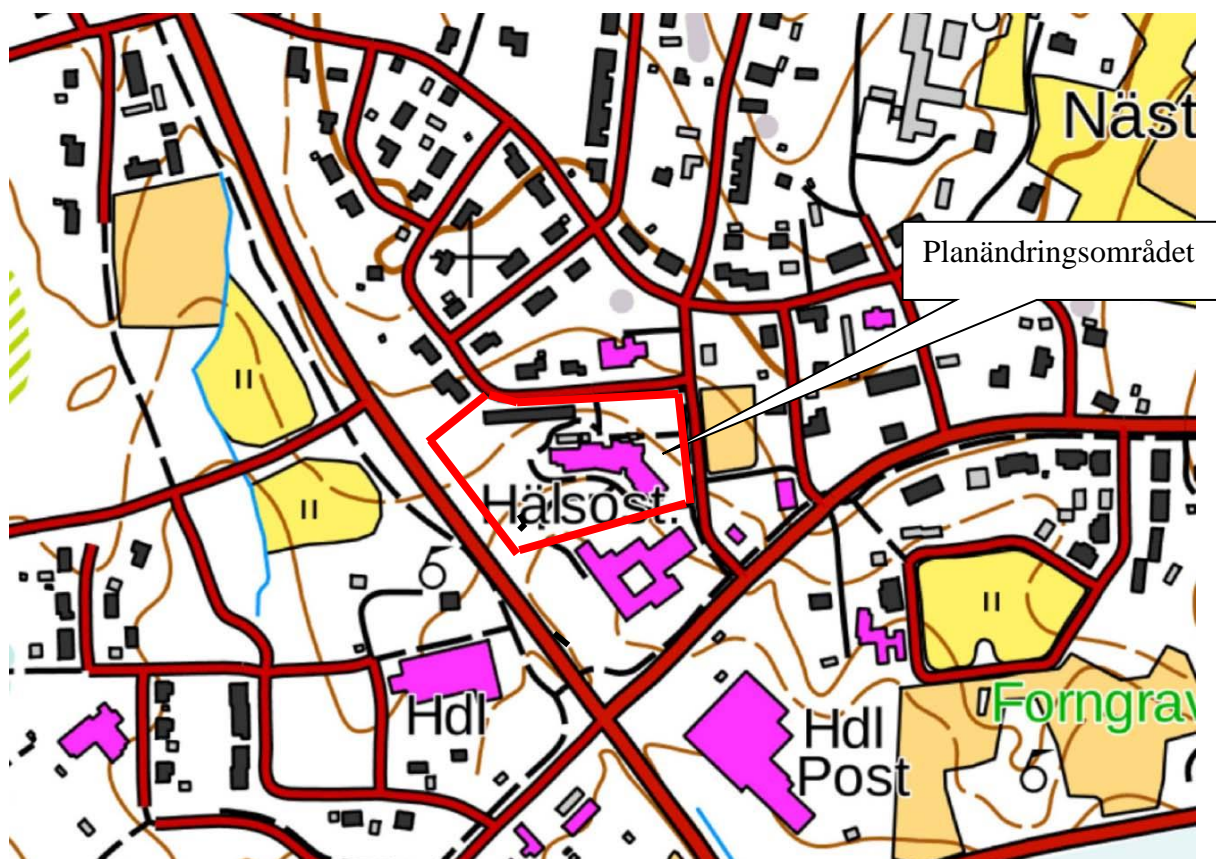 Näst
Planändringsområdet
II
Hälsost.
II
II
Forngrav
Hdl
Hdl
Post